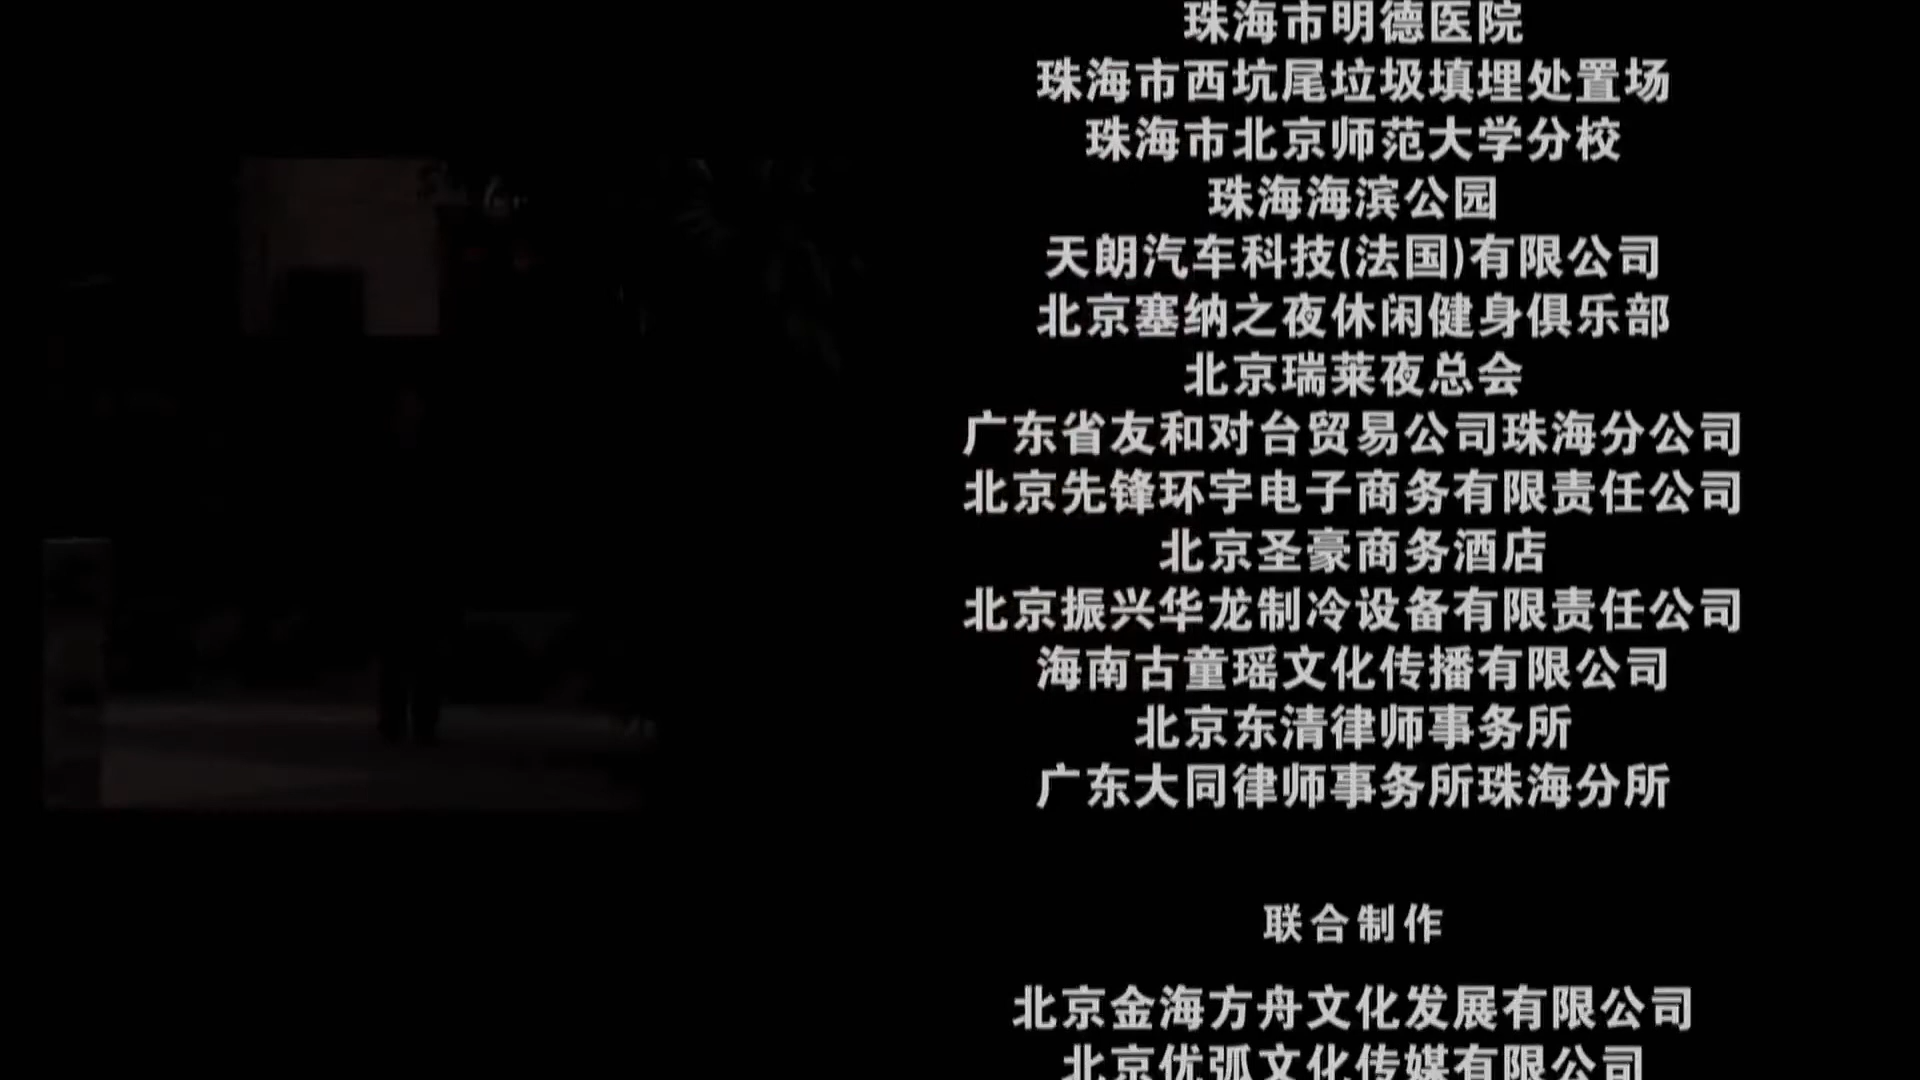 珠海市明德医院
珠海市西坑尾垃圾填埋处置场
珠海市北京师范大学分校
珠海海滨公园
天朗汽车科技(法国)有限公司
北京塞纳之夜休闲健身俱乐部
北京瑞莱夜总会
广东省友和对台贸易公司珠海分公司
北京先锋环宇电子商务有限责任公司
北京圣豪商务酒店
北京振兴华龙制冷设备有限责任公司
海南古童瑶文化传播有限公司
北京东清律师事务所
广东大同律师事务所珠海分所
联合制作
北京金海方舟文化发展有限公司
北京优弧文化传媒有限公司